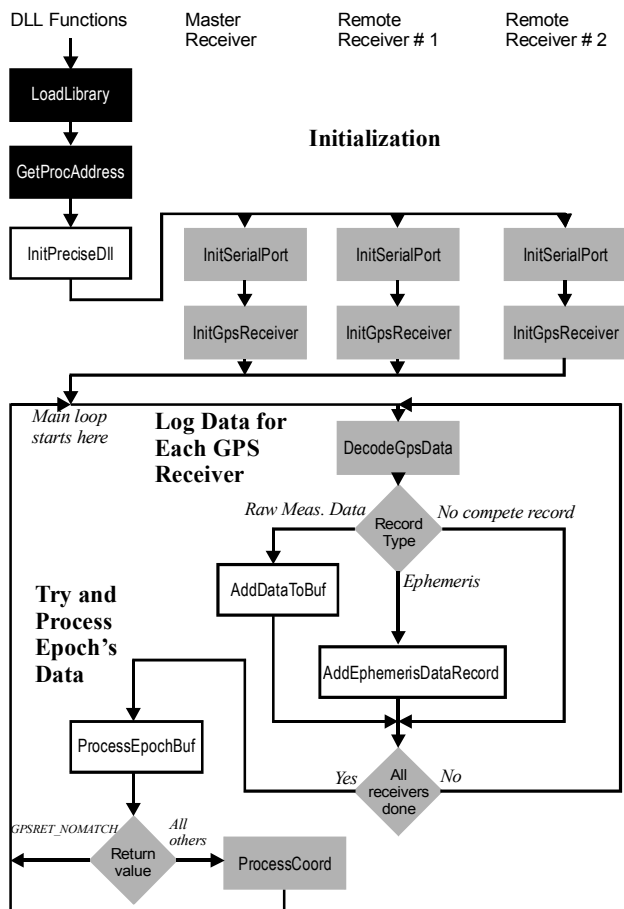 DLL Functions
Master
Receiver
Remote
Receiver # 1
Remote
Receiver # 2
LoadLibrary
Initialization
GetProcAddress
InitPreciseDll
InitSerialPort
InitSerialPort
InitSerialPort
InitGpsReceiver
InitGpsReceiver
InitGpsReceiver
Main loop
starts here
Log Data for
Each GPS
Receiver
DecodeGpsData
Raw Meas. Data
No compete record
Record
Type
AddDataToBuf
Ephemeris
Try and
Process
Epoch's
Data
AddEphemerisDataRecord
ProcessEpochBuf
Yes
All
receivers
done
No
GPSRET_NOMATCH
All
others
Return
value
ProcessCoord